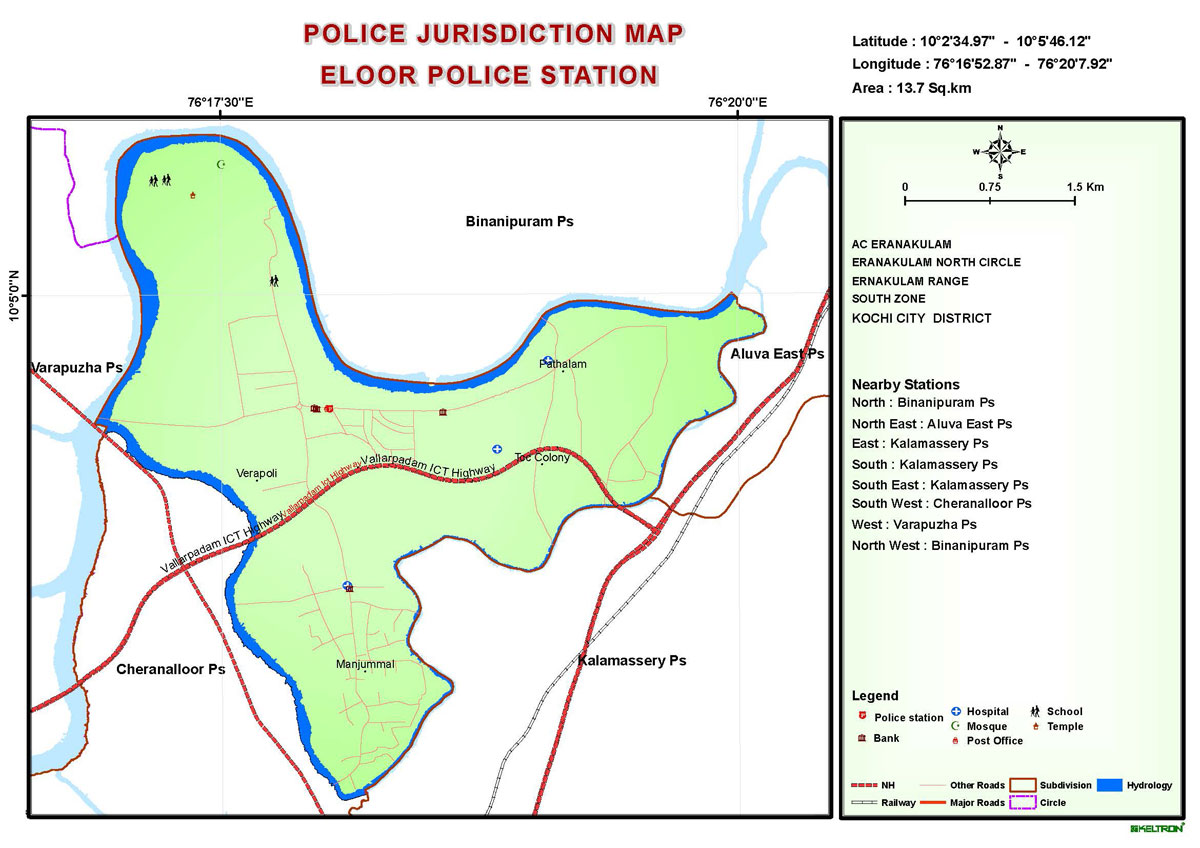 POLICE JURISDICTION MAP
ELOOR POLICE STATION
Latitude : 10°2'34.97" - 10°5'46.12"
Longitude : 76°16'52.87" - 76°20'7.92"
Area : 13.7 Sq.km
76°17'30"E
76°20'0"E
10°5'0"N
Binanipuram Ps
Varapuzha Ps
Aluva East Ps
Pathalam
Verapoli
Toc Colony
Vallarpadam ICT Highway
Vallarpadam Ict Highway
Vallarpadam ICT Highway
Manjummal
Cheranalloor Ps
Kalamassery Ps
N
W
E
S
0
0.75
1.5 Km
AC ERANAKULAM
ERANAKULAM NORTH CIRCLE
ERNAKULAM RANGE
SOUTH ZONE
KOCHI CITY DISTRICT
Nearby Stations
North : Binanipuram Ps
North East : Aluva East Ps
East : Kalamassery Ps
South : Kalamassery Ps
South East : Kalamassery Ps
South West : Cheranalloor Ps
West : Varapuzha Ps
North West : Binanipuram Ps
Legend
Police station
Hospital
School
Mosque
Temple
Bank
Post Office
NH
Other Roads
Subdivision
Hydrology
Railway
Major Roads
Circle
KELTRON